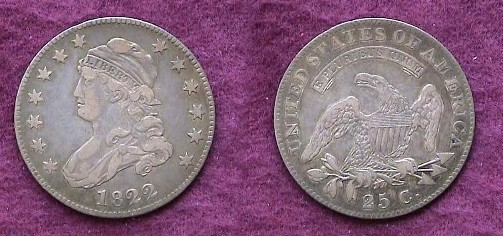 LIBERTY
1822
UNITED STATES OF AMERICA
E PLURIBUS UNUM
25 C.